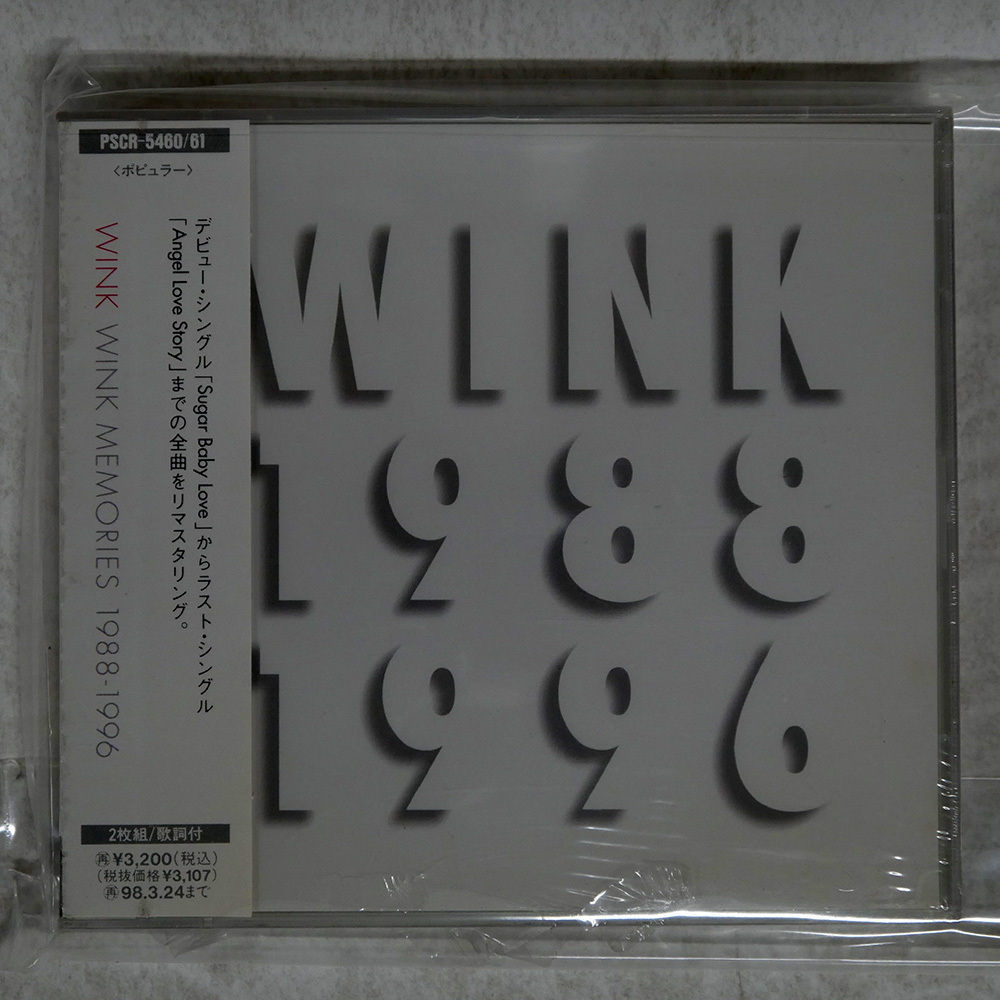 PSCR-5460/61
〈ポピュラー〉
デビュー・シングル「Sugar Baby Love」からラスト・シングル
「Angel Love Story」までの全曲をリマスタリング。
WINK WINK MEMORIES 1988-1996
2枚組/歌詞付
再¥3,200(税込)
(税抜価格¥3,107)
再98.3.24まで
WINK
1988
1996